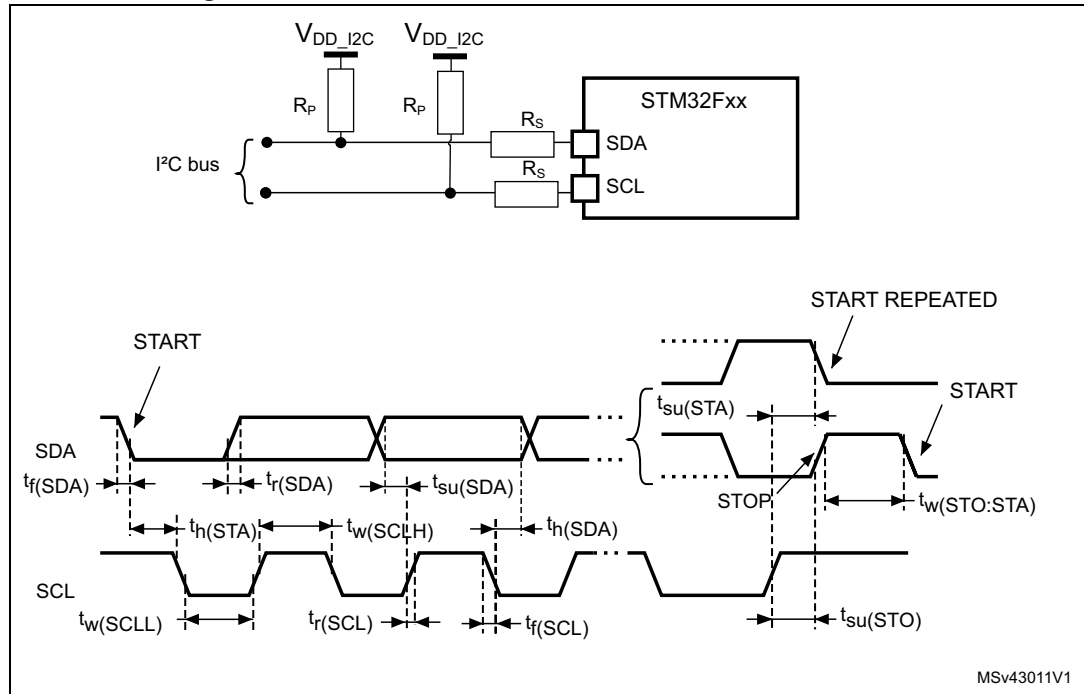 VDD_I2C VDD_I2C
STM32Fxx
RP RP RS
SDA
I²C bus
RS
SCL
START REPEATED
START
START
tsu(STA)
SDA
STOP
tf(SDA) tr(SDA) tsu(SDA) tw(STO:STA)
th(STA) tw(SCLH) th(SDA)
SCL
tw(SCLL) tr(SCL) tf(SCL) tsu(STO)
MSv43011V1